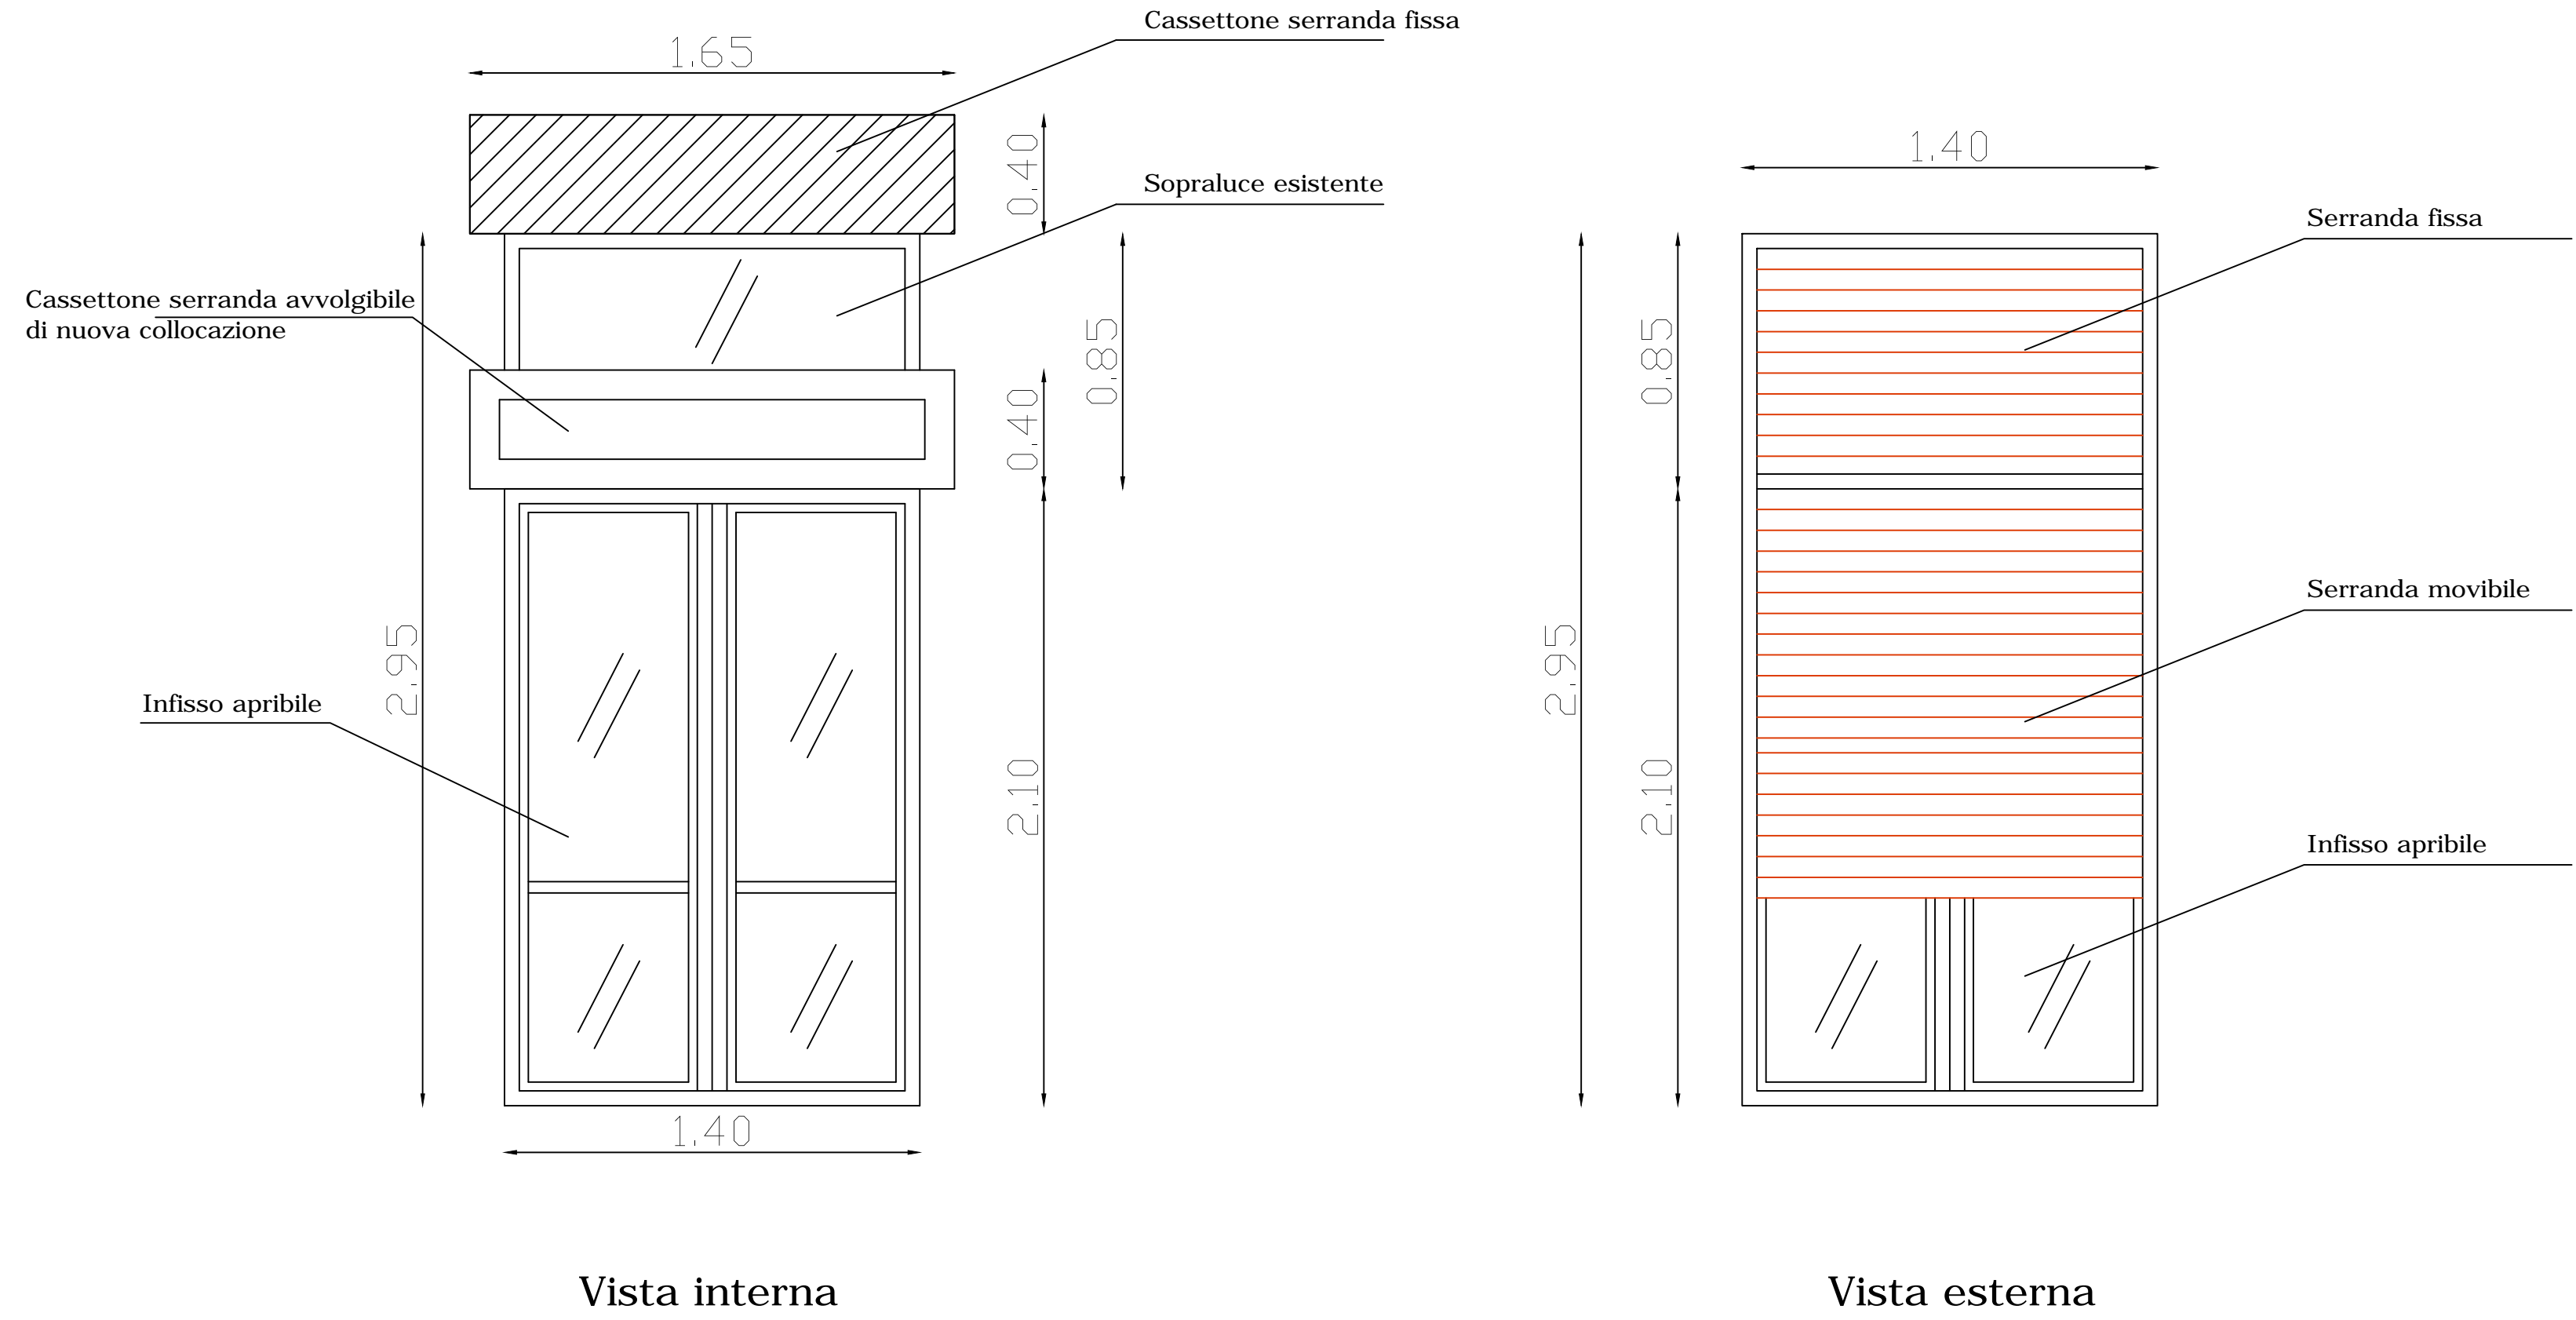 Cassettone serranda fissa
1.65
0.40
Sopraluce esistente
Cassettone serranda avvolgibile
di nuova collocazione
0.85
0.40
2.95
Infisso apribile
2.10
1.40
Vista interna
1.40
Serranda fissa
0.85
Serranda movibile
2.95
2.10
Infisso apribile
Vista esterna